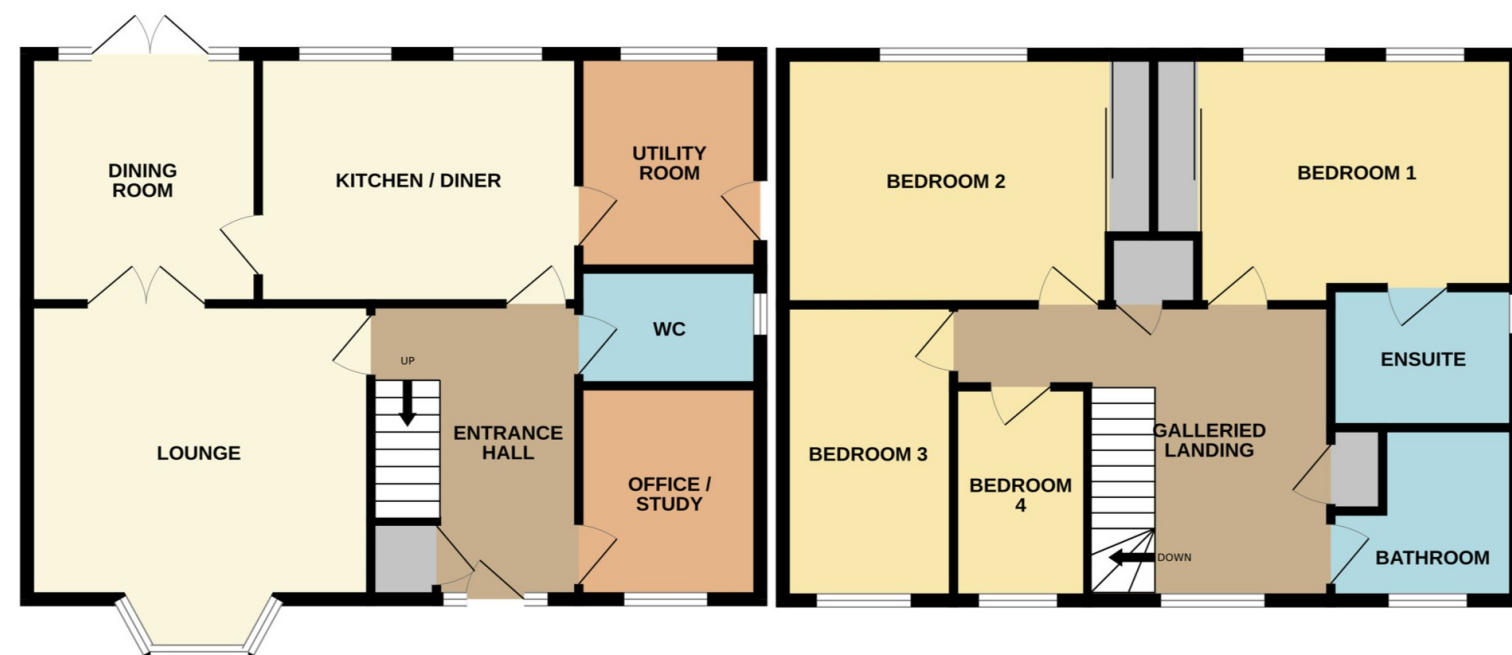 DINING
ROOM
KITCHEN / DINER
UTILITY
ROOM
WC
UP
LOUNGE
ENTRANCE
HALL
OFFICE /
STUDY
BEDROOM 2
BEDROOM 1
ENSUITE
BEDROOM 3
BEDROOM
4
GALLERIED
LANDING
DOWN
BATHROOM